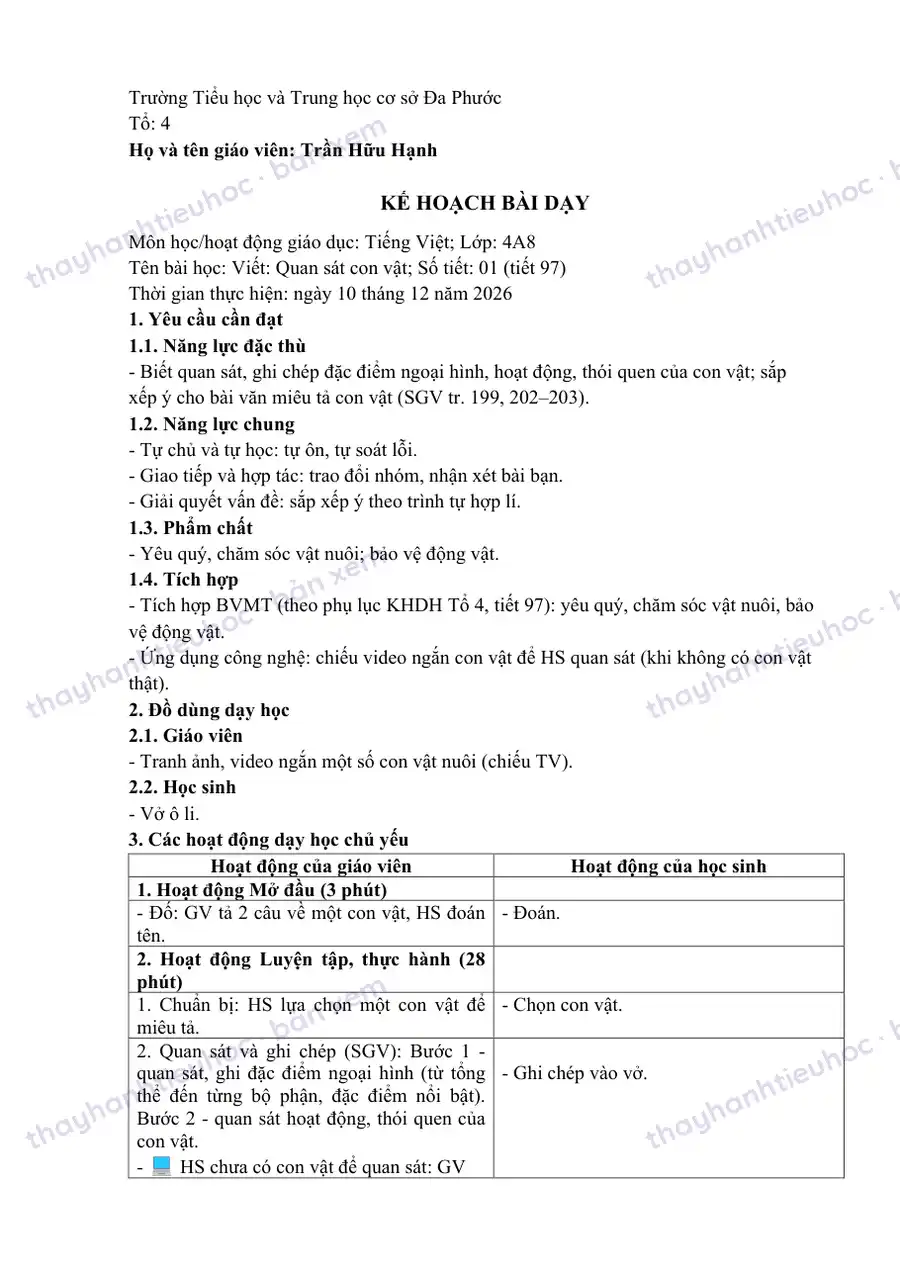 Trường Tiểu học và Trung học cơ sở Đa Phước
Tổ: 4
Họ và tên giáo viên: Trần Hữu Hạnh
KẾ HOẠCH BÀI DẠY
Môn học/hoạt động giáo dục: Tiếng Việt; Lớp: 4A8
Tên bài học: Viết: Quan sát con vật; Số tiết: 01 (tiết 97)
Thời gian thực hiện: ngày 10 tháng 12 năm 2026
1. Yêu cầu cần đạt
1.1. Năng lực đặc thù
- Biết quan sát, ghi chép đặc điểm ngoại hình, hoạt động, thói quen của con vật; sắp
xếp ý cho bài văn miêu tả con vật (SGV tr. 199, 202–203).
1.2. Năng lực chung
- Tự chủ và tự học: tự ôn, tự soát lỗi.
- Giao tiếp và hợp tác: trao đổi nhóm, nhận xét bài bạn.
- Giải quyết vấn đề: sắp xếp ý theo trình tự hợp lí.
1.3. Phẩm chất
- Yêu quý, chăm sóc vật nuôi; bảo vệ động vật.
1.4. Tích hợp
- Tích hợp BVMT (theo phụ lục KHDH Tổ 4, tiết 97): yêu quý, chăm sóc vật nuôi, bảo
vệ động vật.
- Ứng dụng công nghệ: chiếu video ngắn con vật để HS quan sát (khi không có con vật
thật).
2. Đồ dùng dạy học
2.1. Giáo viên
- Tranh ảnh, video ngắn một số con vật nuôi (chiếu TV).
2.2. Học sinh
- Vở ô li.
3. Các hoạt động dạy học chủ yếu
Hoạt động của giáo viên
Hoạt động của học sinh
1. Hoạt động Mở đầu (3 phút)
- Đố: GV tả 2 câu về một con vật, HS đoán
tên.
- Đoán.
2. Hoạt động Luyện tập, thực hành (28
phút)
1. Chuẩn bị: HS lựa chọn một con vật để
miêu tả.
- Chọn con vật.
2. Quan sát và ghi chép (SGV): Bước 1 -
quan sát, ghi đặc điểm ngoại hình (từ tổng
thể đến từng bộ phận, đặc điểm nổi bật).
Bước 2 - quan sát hoạt động, thói quen của
con vật.
- HS chưa có con vật để quan sát: GV
- Ghi chép vào vở.
thayhanhtieuhoc · bản xem
thayhanhtieuhoc · b
thayhanhtieuhoc · bản xem
thayhanhtieuhoc · b
thayhanhtieuhoc · bản xem
thayhanhtieuhoc · b